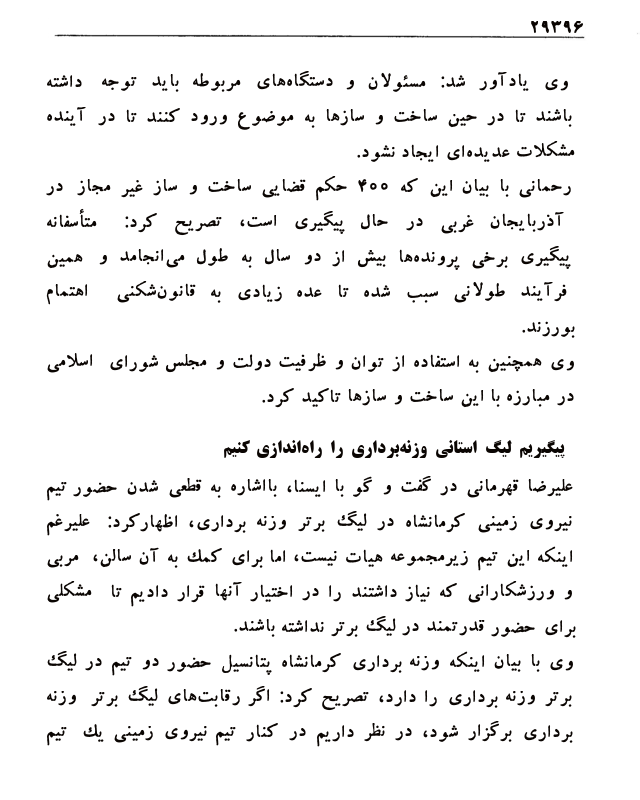 ۲۹۳۹۶
وی یادآور شد: مسئولان و دستگاه‌های مربوطه باید توجه داشته
باشند تا در حین ساخت و سازها به موضوع ورود کنند تا در آینده
مشکلات عدیده‌ای ایجاد نشود.
رحمانی با بیان این که ۴۰۰ حکم قضایی ساخت و ساز غیر مجاز در
آذربایجان غربی در حال پیگیری است، تصریح کرد: متأسفانه
پیگیری برخی پرونده‌ها بیش از دو سال به طول می‌انجامد و همین
فرآیند طولانی سبب شده تا عده زیادی به قانون‌شکنی اهتمام
بورزند.
وی همچنین به استفاده از توان و ظرفیت دولت و مجلس شورای اسلامی
در مبارزه با این ساخت و سازها تاکید کرد.
پیگیریم لیگ استانی وزنه‌برداری را راه‌اندازی کنیم
علیرضا قهرمانی در گفت و گو با ایسنا، بااشاره به قطعی شدن حضور تیم
نیروی زمینی کرمانشاه در لیگ برتر وزنه برداری، اظهارکرد: علیرغم
اینکه این تیم زیرمجموعه هیات نیست، اما برای کمك به آن سالن، مربی
و ورزشکارانی که نیاز داشتند را در اختیار آنها قرار دادیم تا مشکلی
برای حضور قدرتمند در لیگ برتر نداشته باشند.
وی با بیان اینکه وزنه برداری کرمانشاه پتانسیل حضور دو تیم در لیگ
برتر وزنه برداری را دارد، تصریح کرد: اگر رقابت‌های لیگ برتر وزنه
برداری برگزار شود، در نظر داریم در کنار تیم نیروی زمینی یك تیم